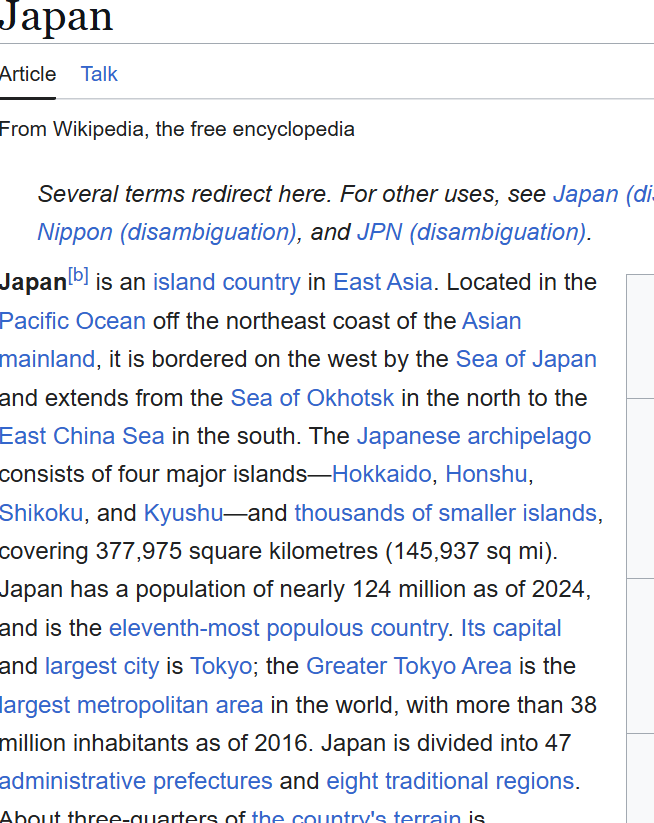 Japan
Article Talk
From Wikipedia, the free encyclopedia
Several terms redirect here. For other uses, see Japan
Nippon (disambiguation), and JPN (disambiguation).
Japan[b] is an island country in East Asia. Located in the
Pacific Ocean off the northeast coast of the Asian
mainland, it is bordered on the west by the Sea of Japan
and extends from the Sea of Okhotsk in the north to the
East China Sea in the south. The Japanese archipelago
consists of four major islands—Hokkaido, Honshu,
Shikoku, and Kyushu—and thousands of smaller islands,
covering 377,975 square kilometres (145,937 sq mi).
Japan has a population of nearly 124 million as of 2024,
and is the eleventh-most populous country. Its capital
and largest city is Tokyo; the Greater Tokyo Area is the
largest metropolitan area in the world, with more than 38
million inhabitants as of 2016. Japan is divided into 47
administrative prefectures and eight traditional regions.
About three-quarters of the country's terrain is